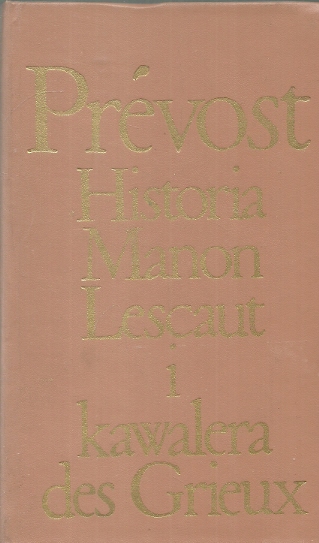 Prévost
Historia
Manon
Lescaut
i
kawalera
des Grieux